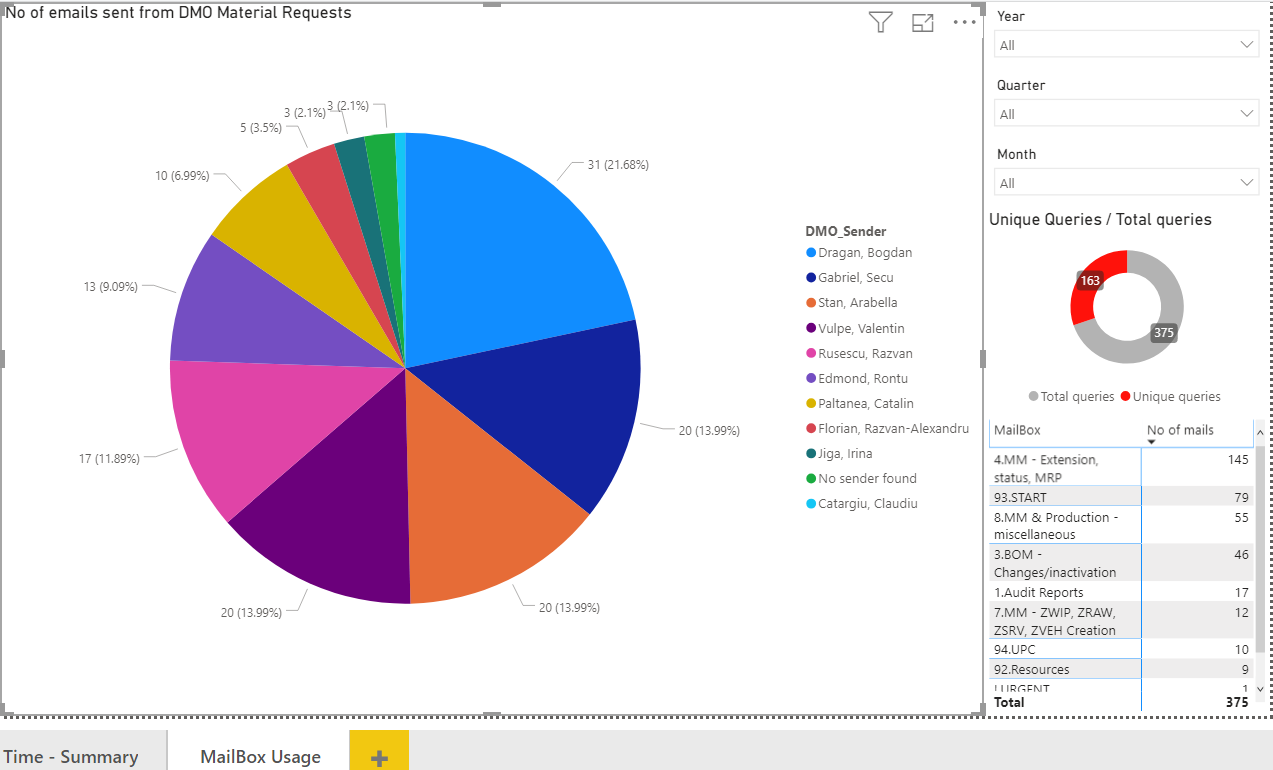 No of emails sent from DMO Material Requests
3 (2.1%)
3 (2.1%)
5 (3.5%)
31 (21.68%)
10 (6.99%)
13 (9.09%)
20 (13.99%)
17 (11.89%)
20 (13.99%)
20 (13.99%)
DMO_Sender
Dragan, Bogdan
Gabriel, Secu
Stan, Arabella
Vulpe, Valentin
Rusescu, Razvan
Edmond, Rontu
Paltanea, Catalin
Florian, Razvan-Alexandru
Jiga, Irina
No sender found
Catargiu, Claudiu
Year
All
Quarter
All
Month
All
Unique Queries / Total queries
163
375
Total queries Unique queries
MailBox No of mails
4.MM - Extension, 145
status, MRP
93.START 79
8.MM & Production - 55
miscellaneous
3.BOM - 46
Changes/inactivation
1.Audit Reports 17
7.MM - ZWIP, ZRAW, 12
ZSRV, ZVEH Creation
94.UPC 10
92.Resources 9
! URGENT 1
Total 375
Time - Summary MailBox Usage +